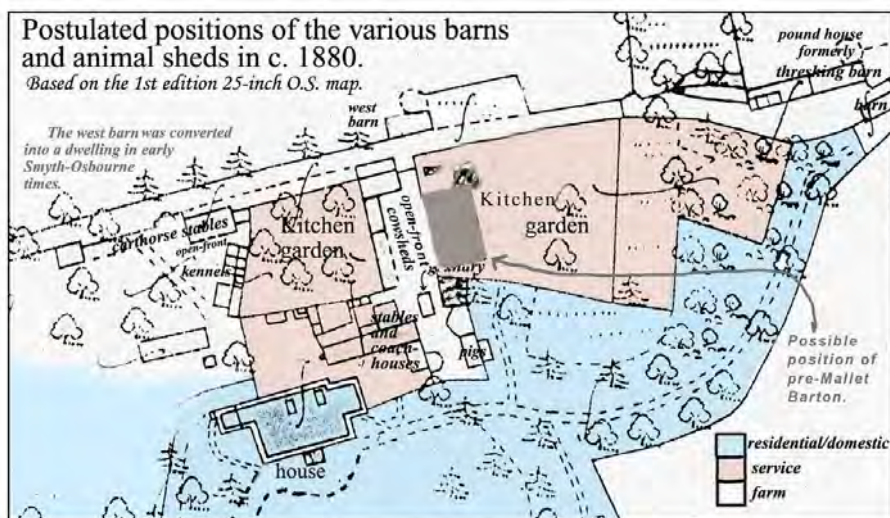 Postulated positions of the various barns
and animal sheds in c. 1880.
Based on the 1st edition 25-inch O.S. map.
The west barn was converted
into a dwelling in early
Smyth-Osbourne
times.
west
barn
pound house
formerly
threshing barn
barn
carthorse stables
open-front
kennels
Kitchen
garden
open-front
cowsheds
Kitchen
garden
stables
and
coach-
houses
pigs
house
Possible
position of
pre-Mallet
Barton.
residential/domestic
service
farm